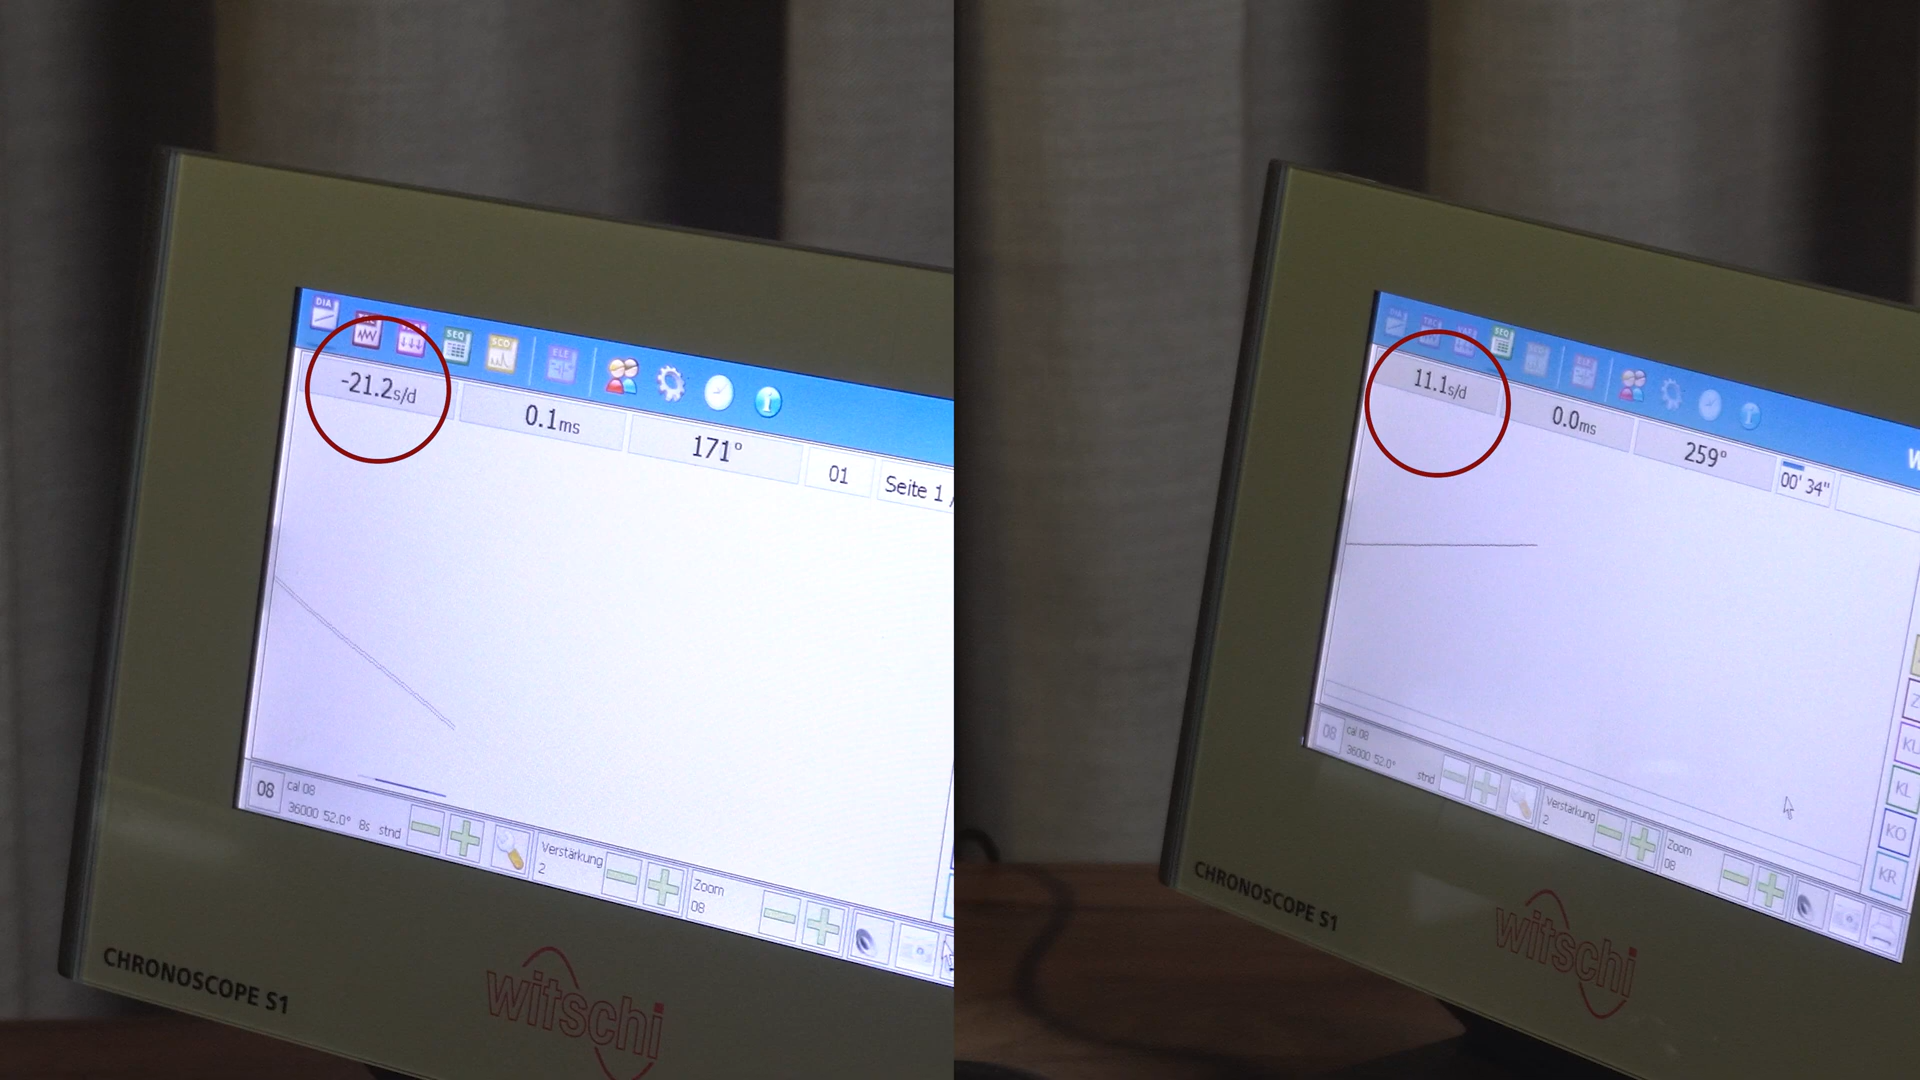 DIA
SEQ
SCO
ELE
-21.2s/d
0.1ms
171°
01
Seite 1
08
cal 08
36000 52.0° 8s stnd
Verstärkung
2
Zoom
08
CHRONOSCOPE S1
witschi
SEQ
11.1s/d
0.0ms
259°
00' 34"
W
08
cal 08
36000 52.0° stnd
Verstärkung
2
Zoom
08
KL
KO
KR
CHRONOSCOPE S1
witschi